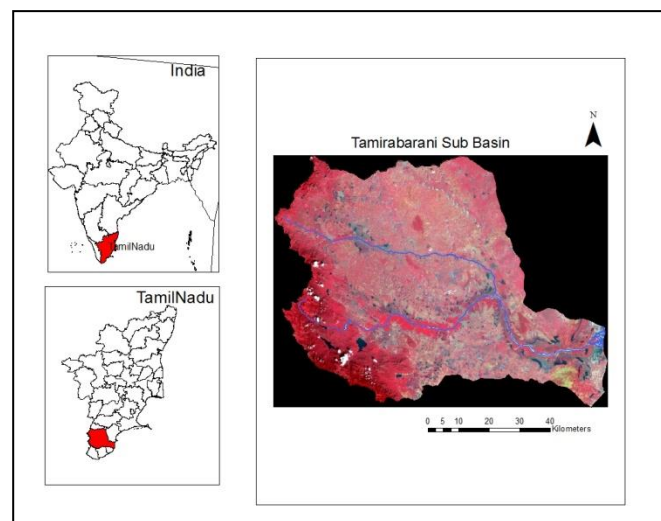 India
TamilNadu
TamilNadu
N
Tamirabarani Sub Basin
0 5 10 20 30 40
Kilometers